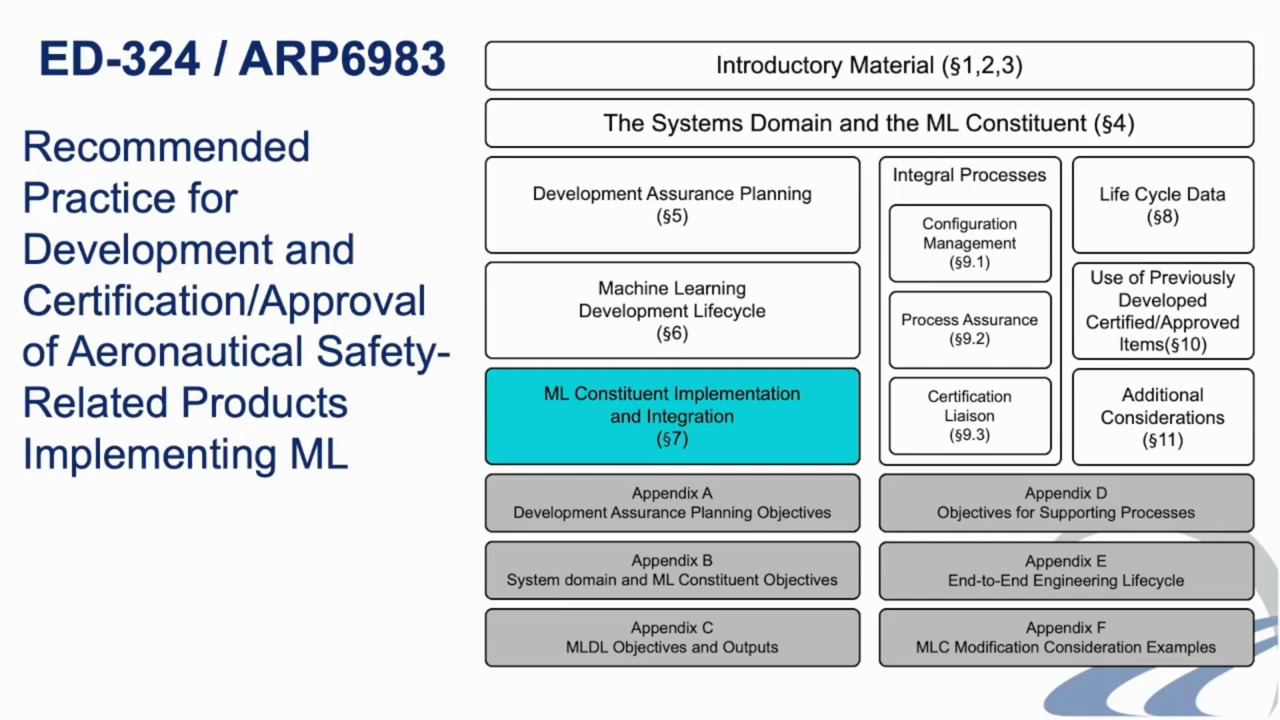 ED-324 / ARP6983
Recommended
Practice for
Development and
Certification/Approval
of Aeronautical Safety-
Related Products
Implementing ML
Introductory Material (§1,2,3)
The Systems Domain and the ML Constituent (§4)
Development Assurance Planning
(§5)
Machine Learning
Development Lifecycle
(§6)
ML Constituent Implementation
and Integration
(§7)
Integral Processes
Configuration
Management
(§9.1)
Process Assurance
(§9.2)
Certification
Liaison
(§9.3)
Life Cycle Data
(§8)
Use of Previously
Developed
Certified/Approved
Items(§10)
Additional
Considerations
(§11)
Appendix A
Development Assurance Planning Objectives
Appendix B
System domain and ML Constituent Objectives
Appendix C
MLDL Objectives and Outputs
Appendix D
Objectives for Supporting Processes
Appendix E
End-to-End Engineering Lifecycle
Appendix F
MLC Modification Consideration Examples